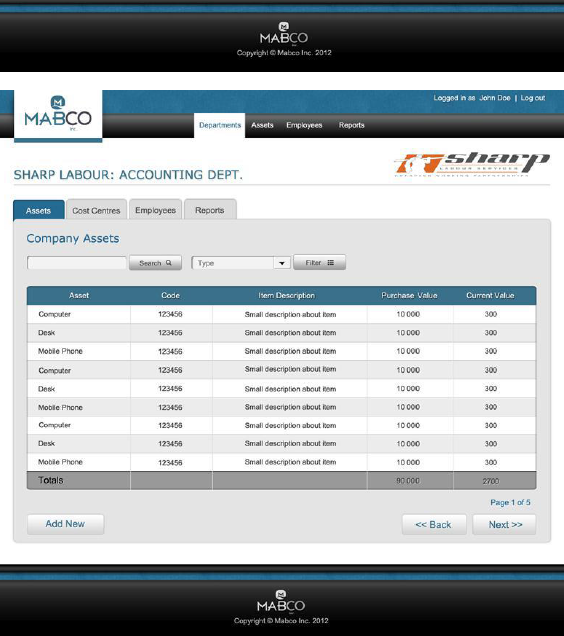 MABCO
Inc.
Copyright © Mabco Inc. 2012
Logged in as John Doe | Log out
MABCO
Inc.
Departments Assets Employees Reports
sharp
LABOUR SERVICES
SHARP LABOUR: ACCOUNTING DEPT.
Assets Cost Centres Employees Reports
Company Assets
Search Type Filter
Asset Code Item Description Purchase Value Current Value
Computer 123456 Small description about item 10 000 300
Desk 123456 Small description about item 10 000 300
Mobile Phone 123456 Small description about item 10 000 300
Computer 123456 Small description about item 10 000 300
Desk 123456 Small description about item 10 000 300
Mobile Phone 123456 Small description about item 10 000 300
Computer 123456 Small description about item 10 000 300
Desk 123456 Small description about item 10 000 300
Mobile Phone 123456 Small description about item 10 000 300
Totals 90 000 2700
Page 1 of 5
Add New << Back Next >>
MABCO
Inc.
Copyright © Mabco Inc. 2012